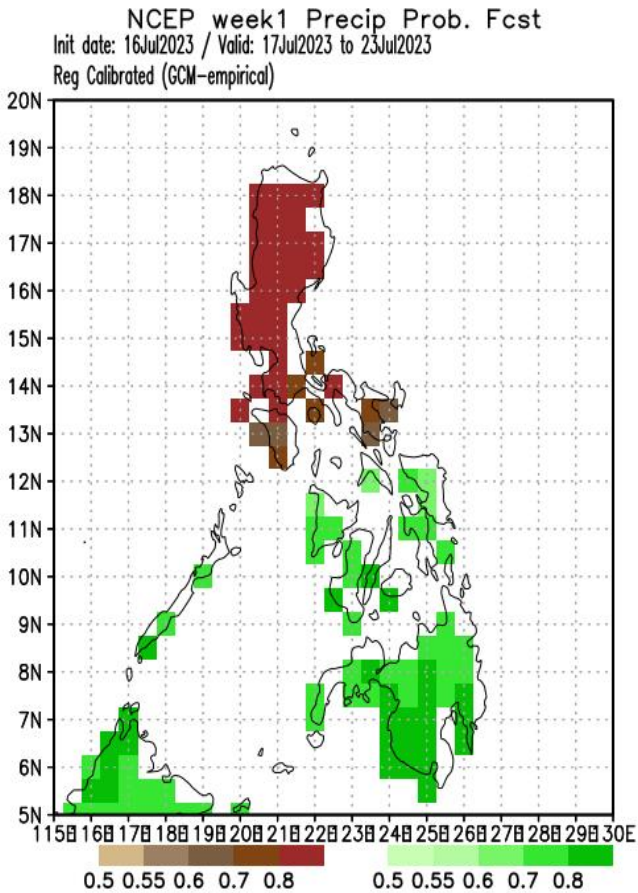 NCEP week1 Precip Prob. Fcst
Init date: 16Jul2023 / Valid: 17Jul2023 to 23Jul2023
Reg Calibrated (GCM-empirical)
20N
19N
18N
17N
16N
15N
14N
13N
12N
11N
10N
9N
8N
7N
6N
5N
115E 116E 117E 118E 119E 120E 121E 122E 123E 124E 125E 126E 127E 128E 129E 130E
0.5 0.55 0.6 0.7 0.8 0.5 0.55 0.6 0.7 0.8